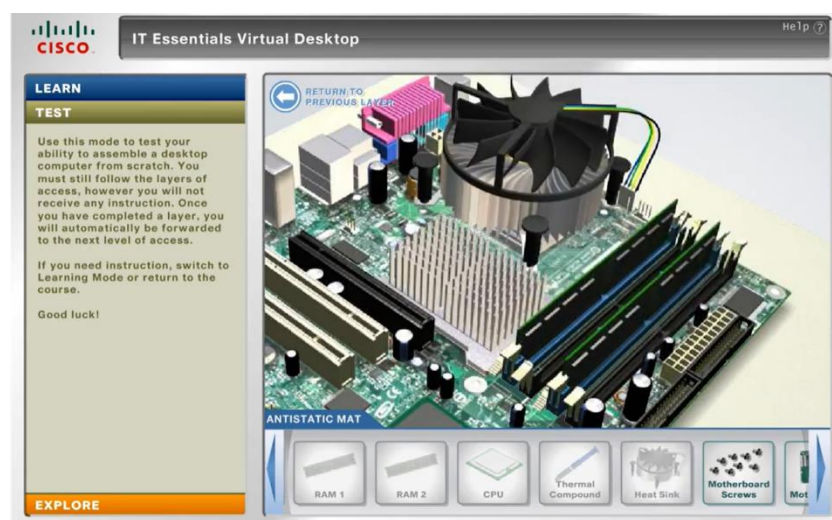 CISCO
IT Essentials Virtual Desktop
Help ?
LEARN
TEST
Use this mode to test your
ability to assemble a desktop
computer from scratch. You
must still follow the layers of
access, however you will not
receive any instruction. Once
you have completed a layer, you
will automatically be forwarded
to the next level of access.
If you need instruction, switch to
Learning Mode or return to the
course.
Good luck!
EXPLORE
RETURN TO
PREVIOUS LAYER
ANTISTATIC MAT
RAM 1
RAM 2
CPU
Thermal
Compound
Heat Sink
Motherboard
Screws
Mot